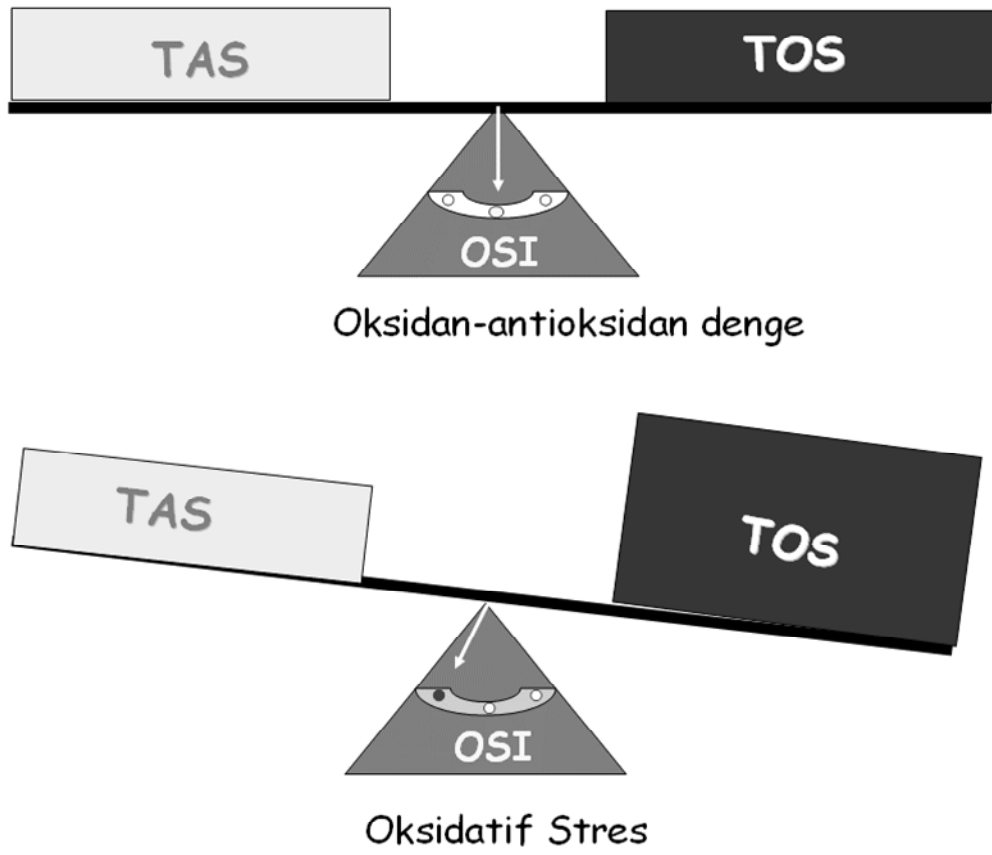 TAS
TOS
OSI
Oksidan-antioksidan denge
TAS
TOS
OSI
Oksidatif Stres